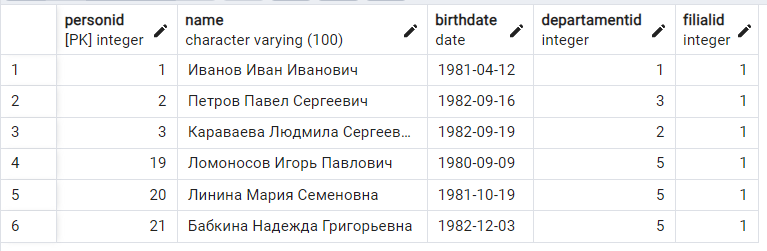 personid name birthdate departamentid filialid
[PK] integer character varying (100) date integer integer
1 1 Иванов Иван Иванович 1981-04-12 1 1
2 2 Петров Павел Сергеевич 1982-09-16 3 1
3 3 Караваева Людмила Сергеев... 1982-09-19 2 1
4 19 Ломоносов Игорь Павлович 1980-09-09 5 1
5 20 Линина Мария Семеновна 1981-10-19 5 1
6 21 Бабкина Надежда Григорьевна 1982-12-03 5 1